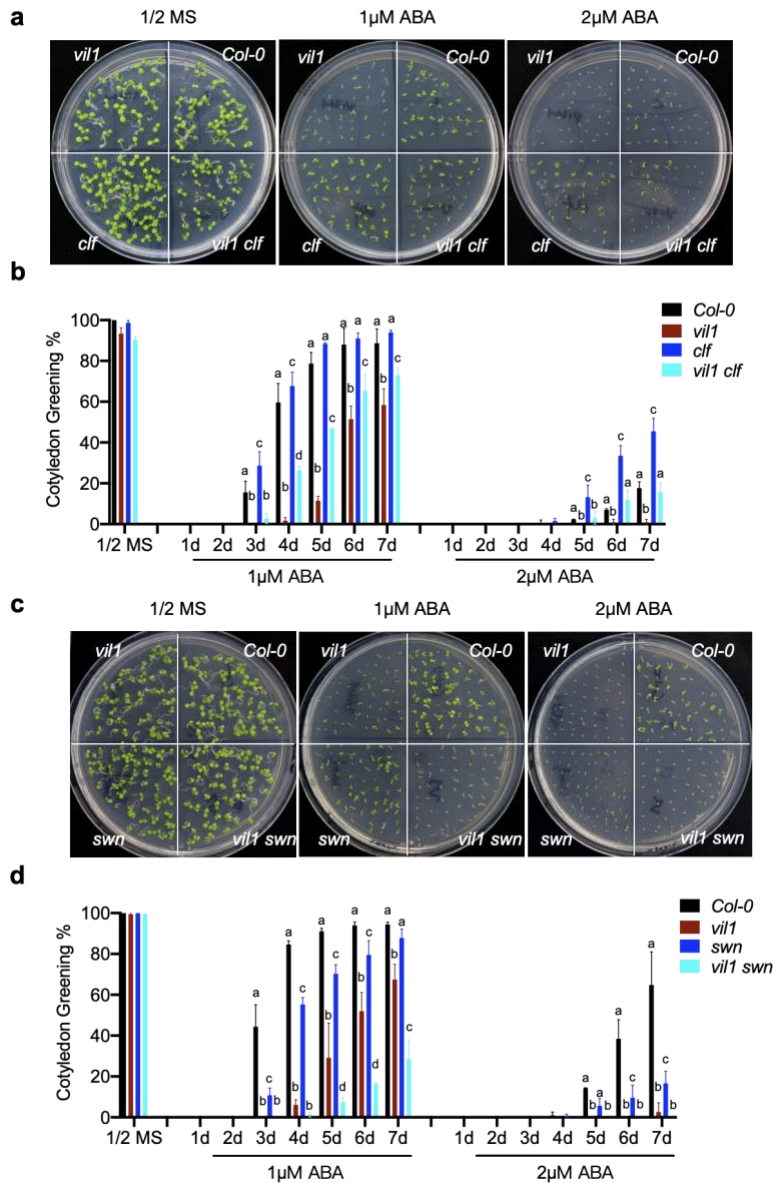 a
1/2 MS 1µM ABA 2µM ABA
vil1 Col-0 vil1 Col-0 vil1 Col-0
clf vil1 clf clf vil1 clf clf vil1 clf
b
Cotyledon Greening %
100
80
60
40
20
0
Col-0
vil1
clf
vil1 clf
a b c b
a b c d
a b a c
a b a c
a b a c
a b c b
a b c a
a b c a
1/2 MS 1d 2d 3d 4d 5d 6d 7d 1d 2d 3d 4d 5d 6d 7d
1µM ABA 2µM ABA
c
1/2 MS 1µM ABA 2µM ABA
vil1 Col-0 vil1 Col-0 vil1 Col-0
swn vil1 swn swn vil1 swn swn vil1 swn
d
Cotyledon Greening %
100
80
60
40
20
0
Col-0
vil1
swn
vil1 swn
a b c b
a b c d
a b c d
a b c d
a b a c
a b a b
a b c b
a b c b
1/2 MS 1d 2d 3d 4d 5d 6d 7d 1d 2d 3d 4d 5d 6d 7d
1µM ABA 2µM ABA